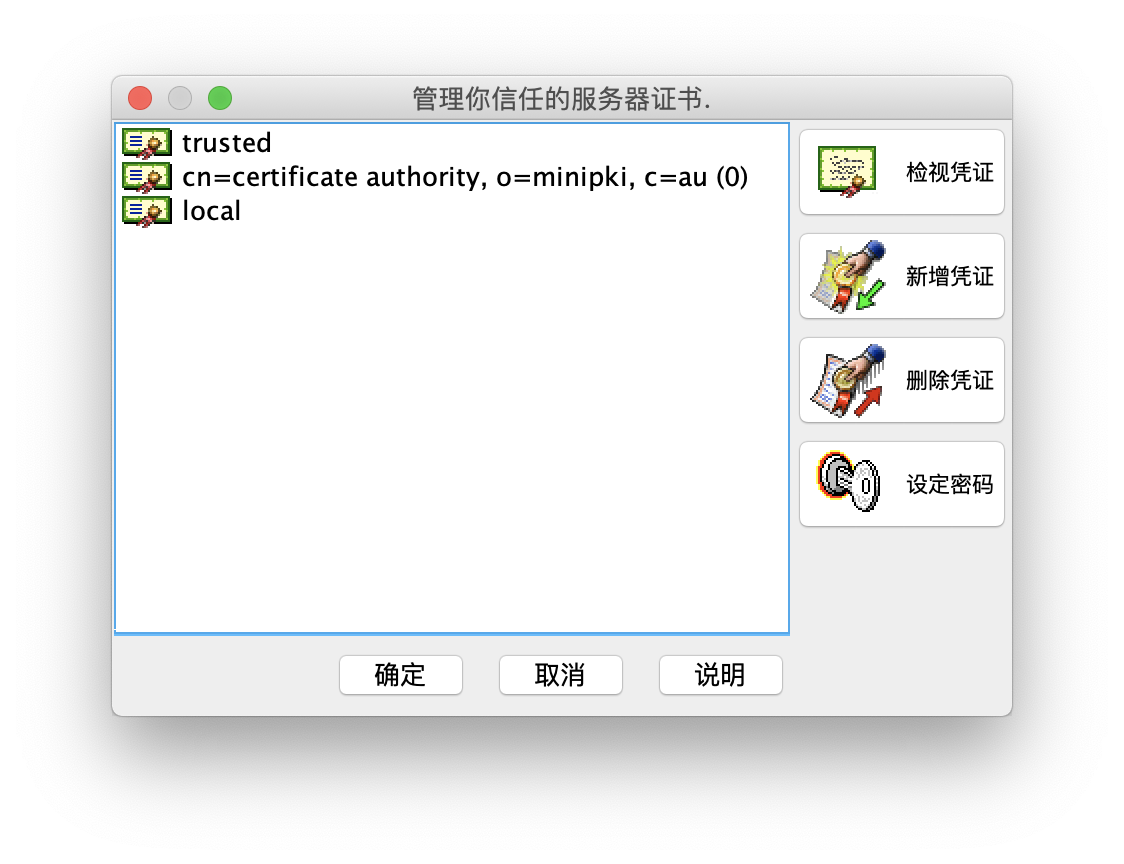 管理你信任的服务器证书.
trusted
cn=certificate authority, o=minipki, c=au (0)
local
检视凭证
新增凭证
删除凭证
设定密码
确定
取消
说明